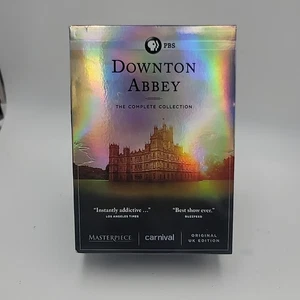 PBS
DOWNTON
ABBEY
THE COMPLETE COLLECTION
"Instantly addictive ..."
LOS ANGELES TIMES
"Best show ever."
BUZZFEED
MASTERPIECE
carnival
ORIGINAL
UK EDITION